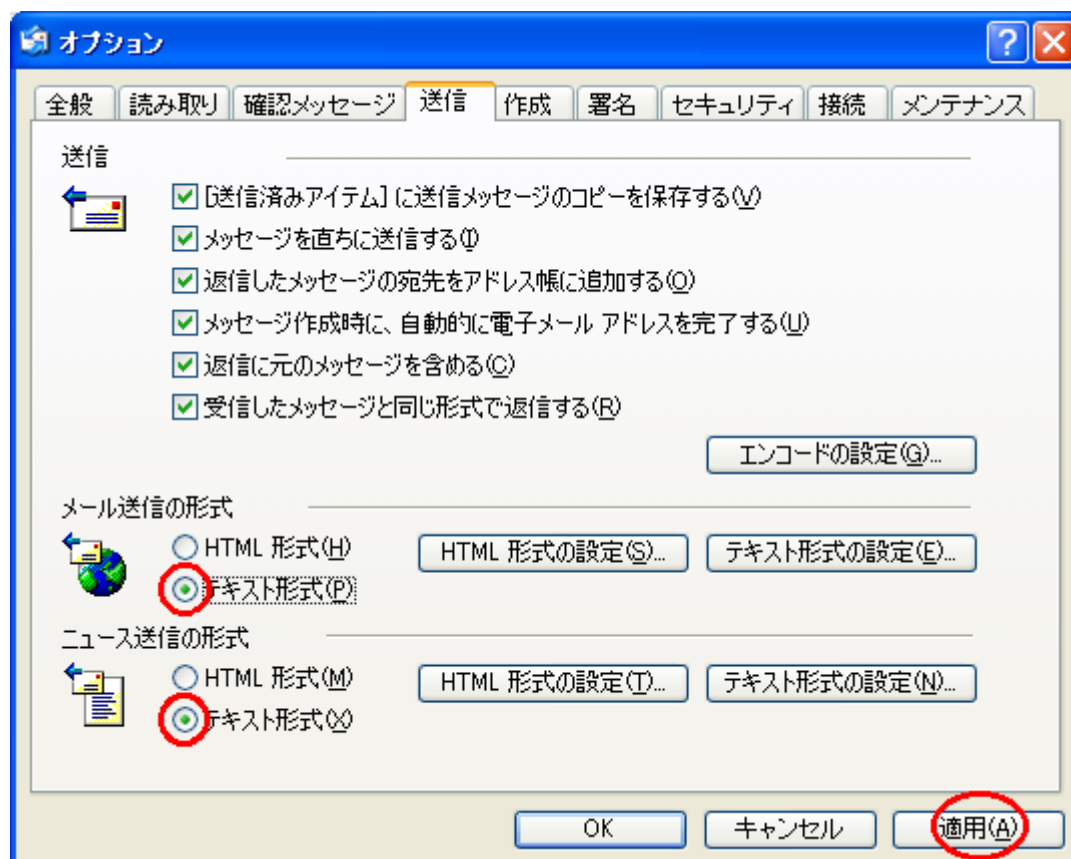 オプション
全般 読み取り 確認メッセージ 送信 作成 署名 セキュリティ 接続 メンテナンス
送信
[送信済みアイテム] に送信メッセージのコピーを保存する(V)
メッセージを直ちに送信する(I)
返信したメッセージの宛先をアドレス帳に追加する(O)
メッセージ作成時に、自動的に電子メール アドレスを完了する(U)
返信に元のメッセージを含める(C)
受信したメッセージと同じ形式で返信する(R)
エンコードの設定(G)...
メール送信の形式
HTML 形式(H) HTML 形式の設定(S)... テキスト形式の設定(E)...
テキスト形式(P)
ニュース送信の形式
HTML 形式(M) HTML 形式の設定(T)... テキスト形式の設定(N)...
テキスト形式(X)
OK キャンセル 適用(A)